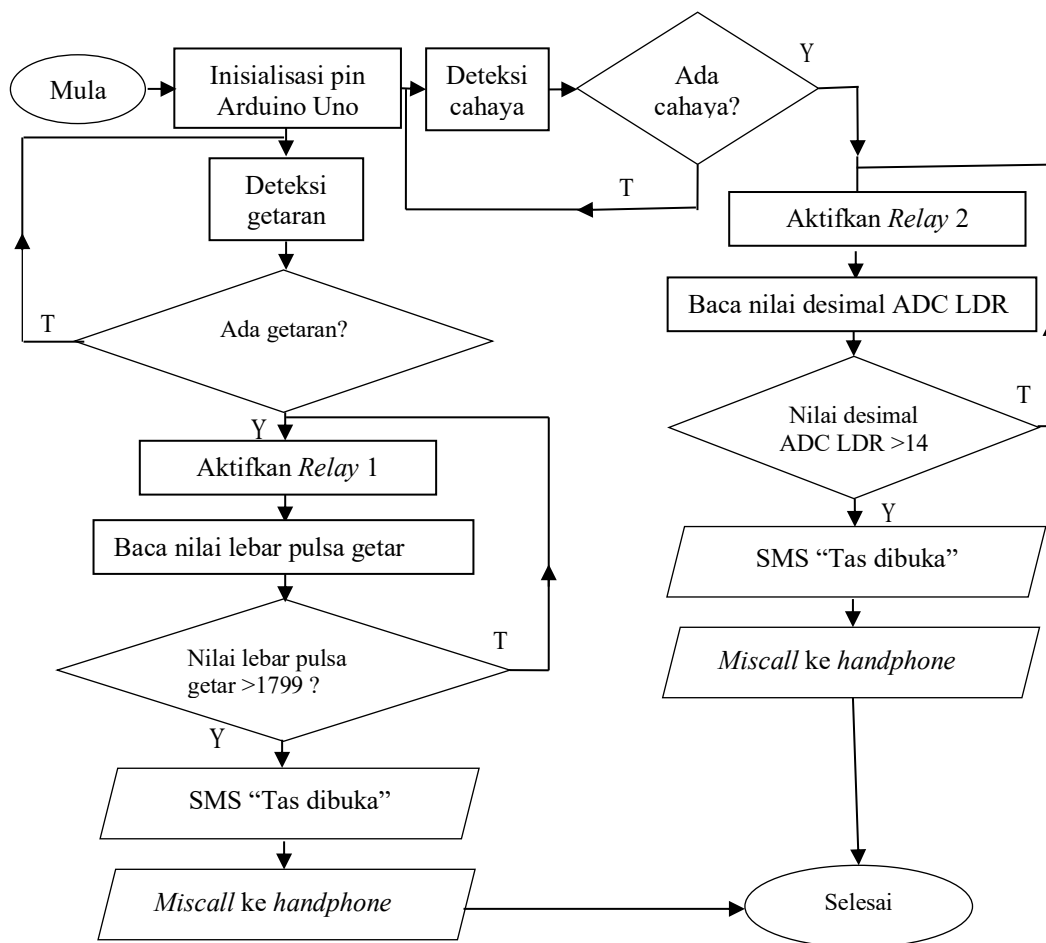 Mula
Inisialisasi pin
Arduino Uno
Deteksi
cahaya
Ada
cahaya?
Y
T
Deteksi
getaran
Aktifkan Relay 2
Baca nilai desimal ADC LDR
T
Ada getaran?
Nilai desimal
ADC LDR >14
T
Y
Y
Aktifkan Relay 1
Baca nilai lebar pulsa getar
SMS “Tas dibuka”
Nilai lebar pulsa
getar >1799 ?
T
Y
Miscall ke handphone
SMS “Tas dibuka”
Miscall ke handphone
Selesai